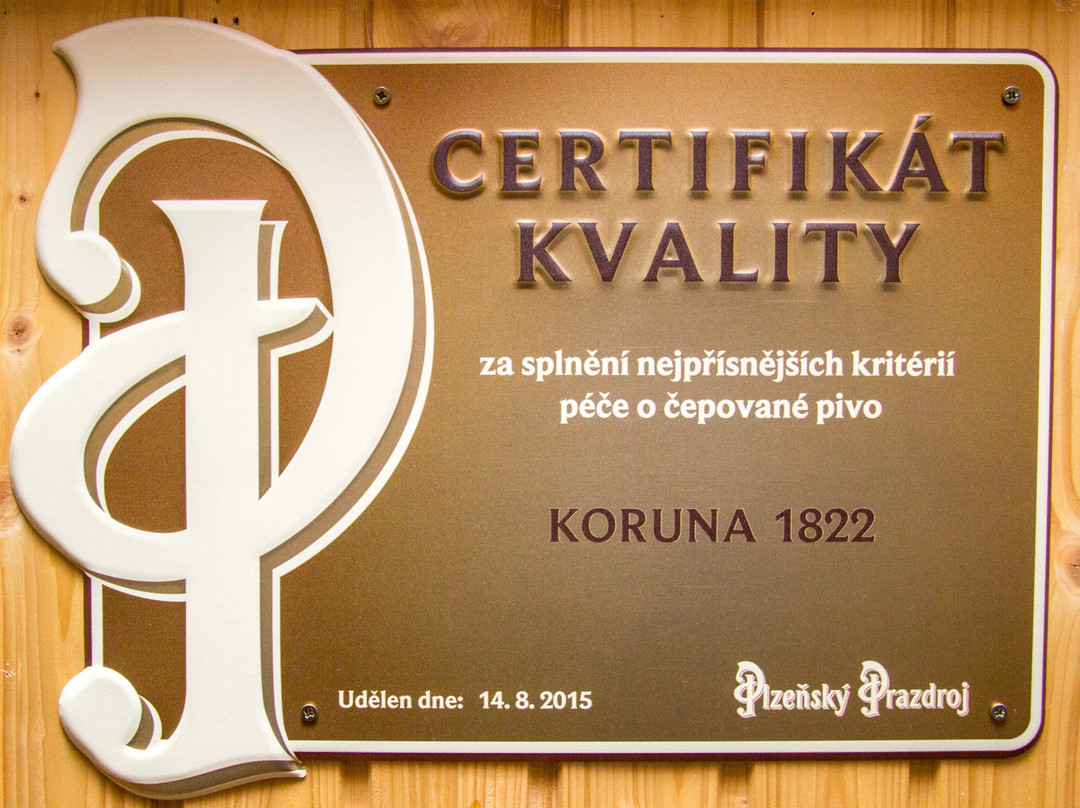 CERTIFIKÁT
KVALITY
za splnění nejpřísnějších kritérií
péče o čepované pivo
KORUNA 1822
Udělen dne: 14. 8. 2015
Plzeňský Prazdroj